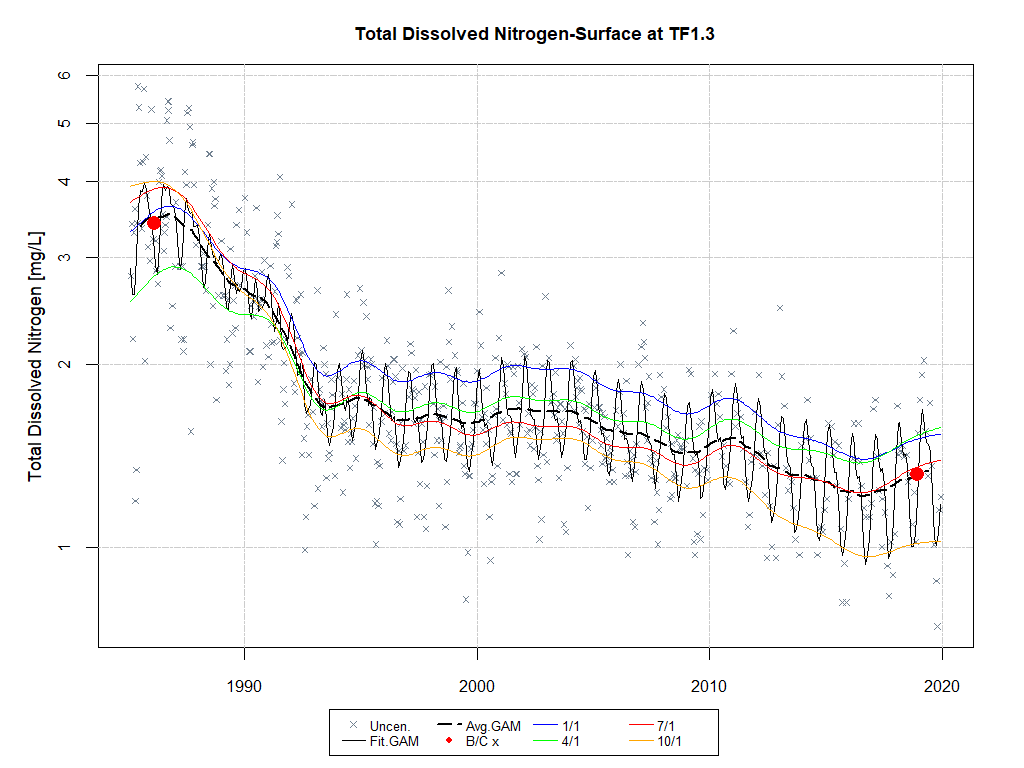 Total Dissolved Nitrogen-Surface at TF1.3
Total Dissolved Nitrogen [mg/L]
6
5
4
3
2
1
1990 2000 2010 2020
Uncen. Avg.GAM 1/1 7/1
Fit.GAM B/C x 4/1 10/1